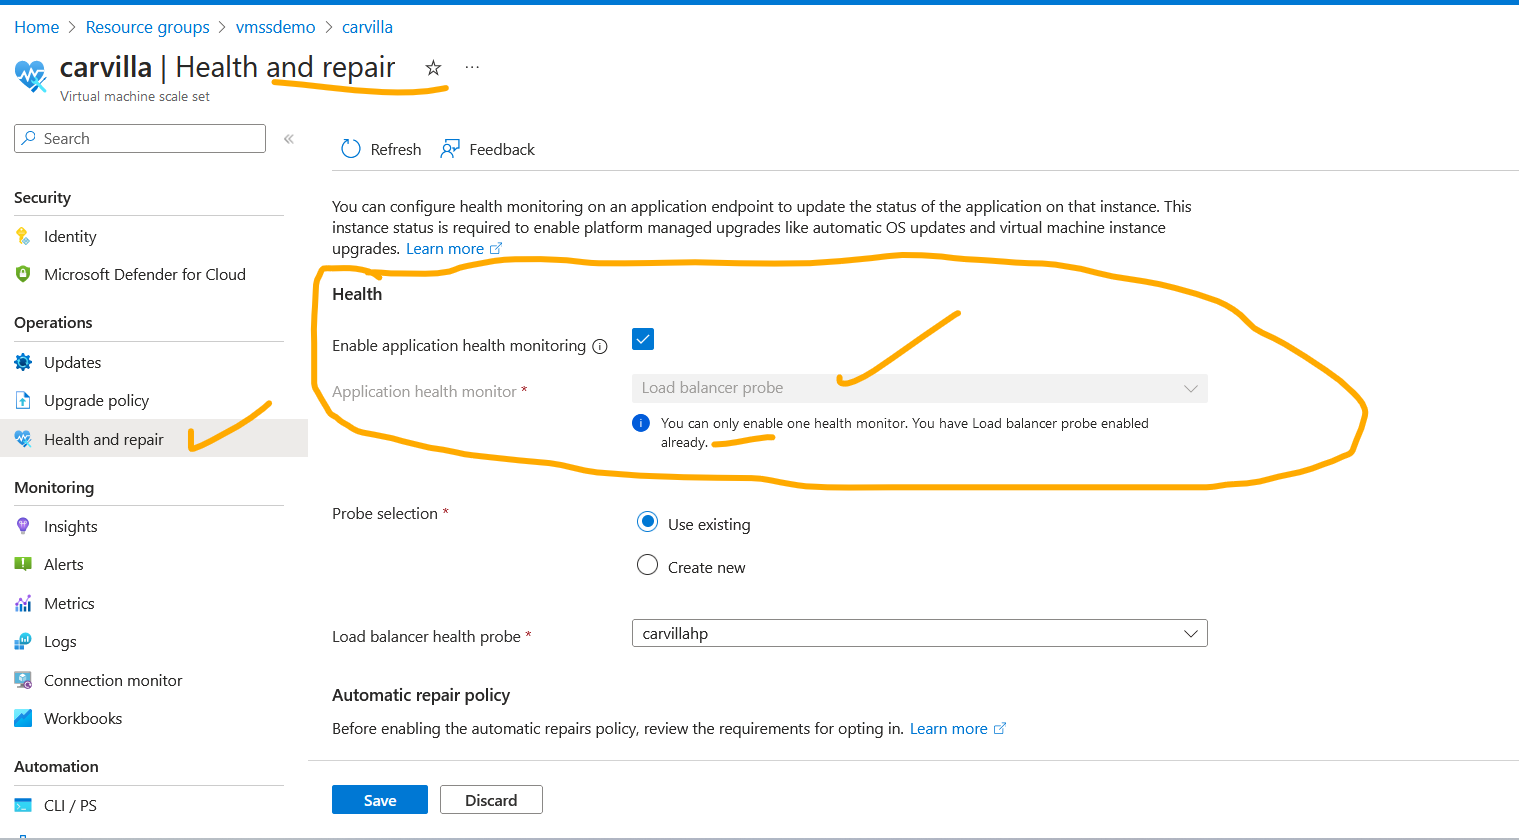 Home > Resource groups > vmssdemo > carvilla
carvilla | Health and repair ...
Virtual machine scale set
Search
«
Refresh Feedback
Security
Identity
Microsoft Defender for Cloud
Operations
Updates
Upgrade policy
Health and repair
Monitoring
Insights
Alerts
Metrics
Logs
Connection monitor
Workbooks
Automation
CLI / PS
You can configure health monitoring on an application endpoint to update the status of the application on that instance. This
instance status is required to enable platform managed upgrades like automatic OS updates and virtual machine instance
upgrades. Learn more
Health
Enable application health monitoring
Application health monitor *
Load balancer probe
You can only enable one health monitor. You have Load balancer probe enabled
already.
Probe selection *
Use existing
Create new
Load balancer health probe *
carvillahp
Automatic repair policy
Before enabling the automatic repairs policy, review the requirements for opting in. Learn more
Save Discard